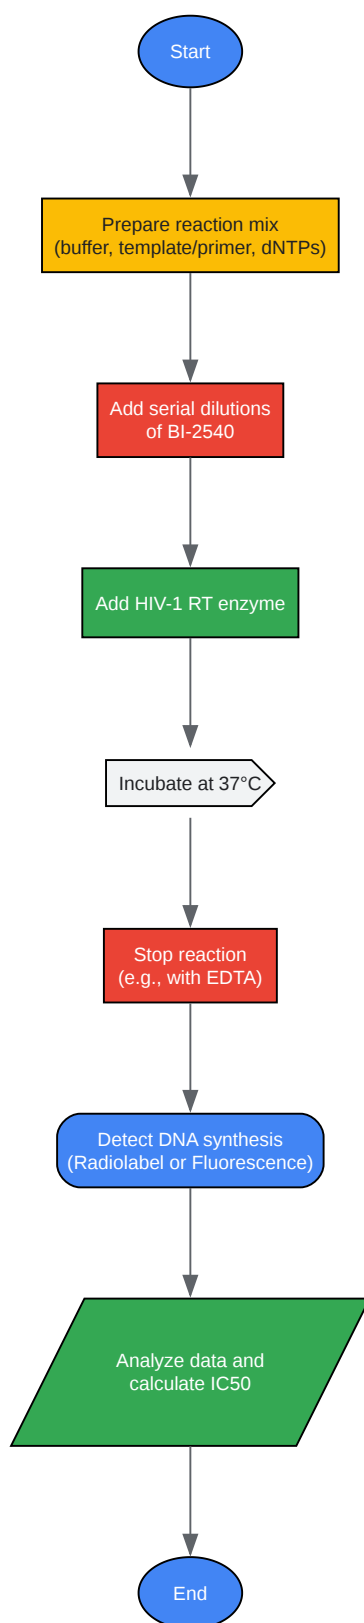 Start
Prepare reaction mix
(buffer, template/primer, dNTPs)
Add serial dilutions
of BI-2540
Add HIV-1 RT enzyme
Incubate at 37°C
Stop reaction
(e.g., with EDTA)
Detect DNA synthesis
(Radiolabel or Fluorescence)
Analyze data and
calculate IC50
End